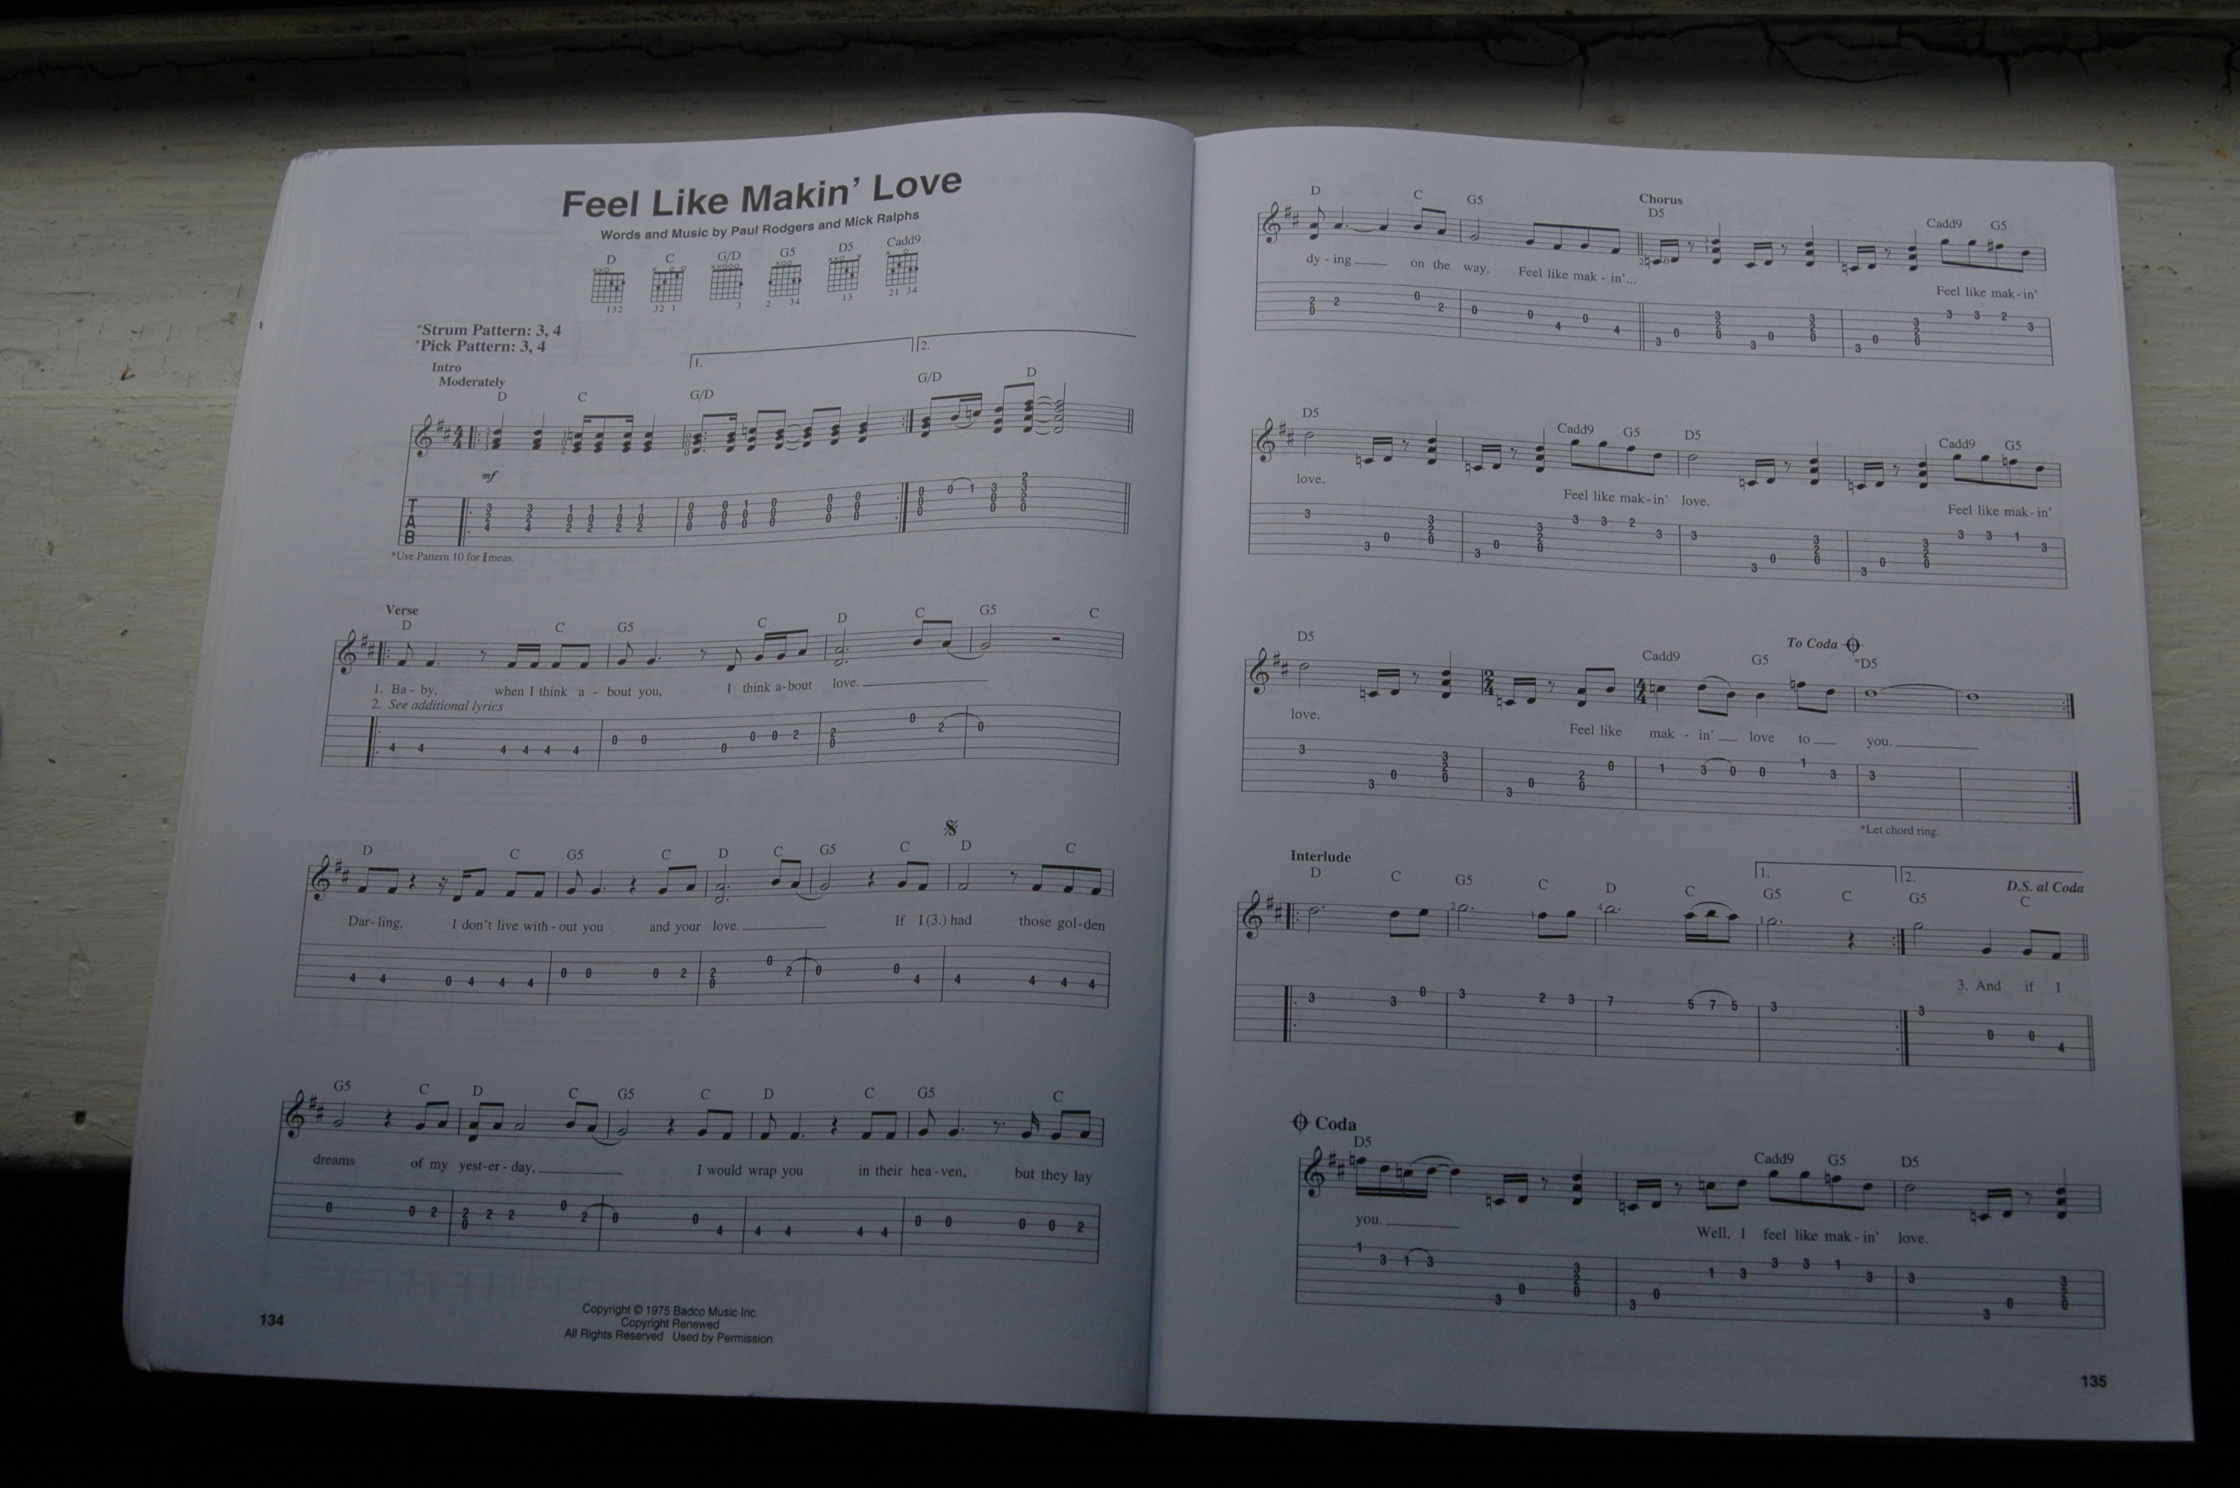 Feel Like Makin' Love
Words and Music by Paul Rodgers and Mick Ralphs
D C G/D G5 D5 Cadd9
132 32 1 3 2 34 13 21 34
*Strum Pattern: 3, 4
*Pick Pattern: 3, 4
Intro
Moderately
1. 2.
D C G/D G/D D
mf
T
A
B
Verse
D C G5 C D C G5 C
1. Ba - by, when I think a - bout you, I think a-bout love.
2. See additional lyrics
D C G5 C D C G5 C D C
Dar - ling, I don't live with - out you and your love. If I (3.) had those gol-den
G5 C D C G5 C D C G5 C
dreams of my yest-er - day, I would wrap you in their hea - ven, but they lay
134
Copyright © 1975 Badco Music Inc.
Copyright Renewed
All Rights Reserved Used by Permission
D C G5 Chorus D5 Cadd9 G5
dy - ing on the way. Feel like mak - in'... Feel like mak - in'
D5 Cadd9 G5 D5 Cadd9 G5
love. Feel like mak - in' love. Feel like mak - in'
To Coda
D5 Cadd9 G5 *D5
love. Feel like mak - in' love to you.
*Let chord ring.
Interlude
1. 2. D.S. al Coda
D C G5 C D C G5 C G5 C
3. And if I
Coda
D5 Cadd9 G5 D5
you. Well, I feel like mak - in' love.
135